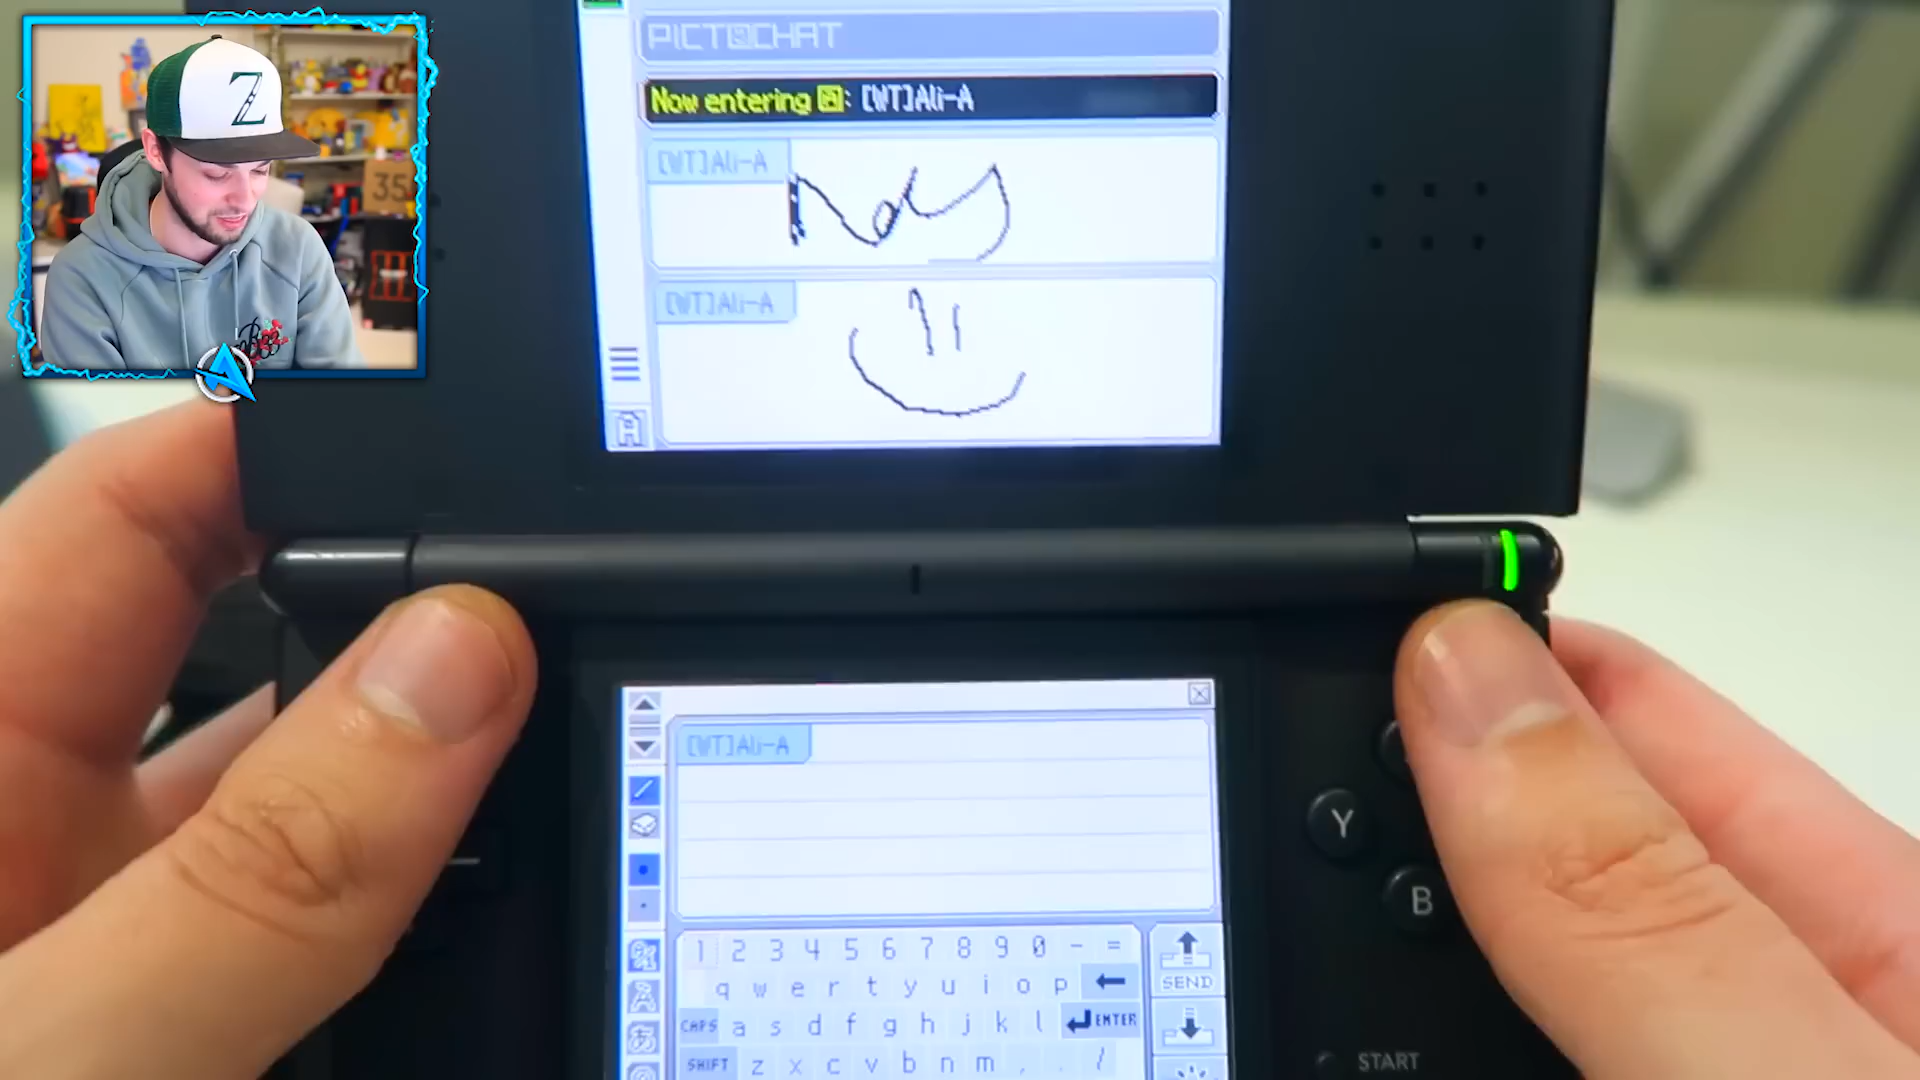 Z
35
PICTOCHAT
Now entering A: [WT]Ali-A
[WT]Ali-A
[WT]Ali-A
A
[WT]Ali-A
1 2 3 4 5 6 7 8 9 0 - =
q w e r t y u i o p
CAPS a s d f g h j k l ENTER
SHIFT z x c v b n m , . /
SEND
Y
B
START